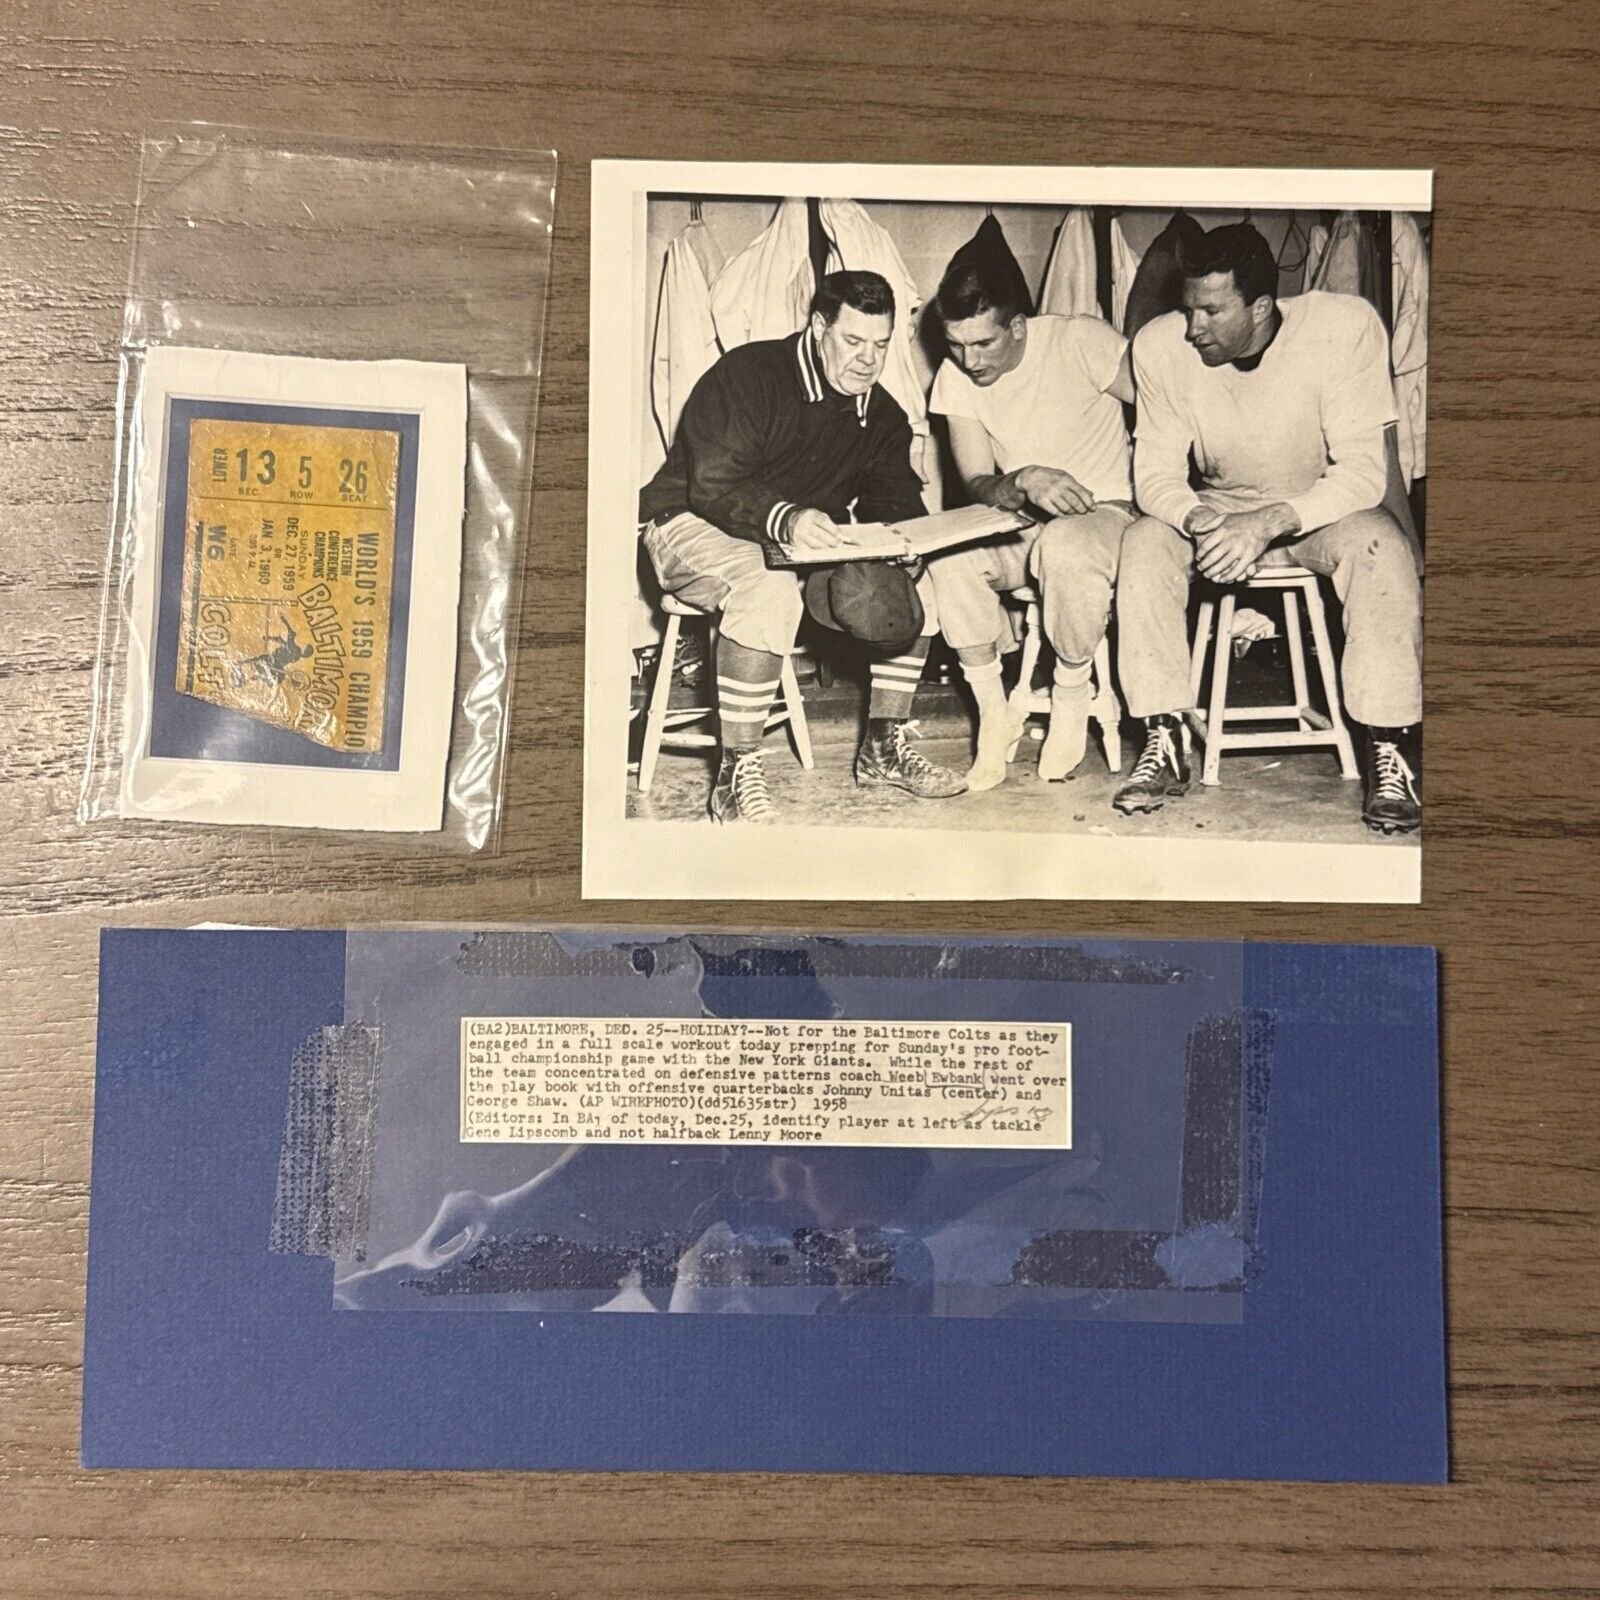 LOWER 13 5 26
SEC. ROW SEAT
WORLD'S 1959 CHAMPIO
WESTERN
CONFERENCE
CHAMPIONS
BALTIMO
SUNDAY
DEC. 27, 1959
OR
JAN. 3, 1960
COLT
GATE
W6
(BA2)BALTIMORE, DEC. 25--HOLIDAY?--Not for the Baltimore Colts as they
engaged in a full scale workout today prepping for Sunday's pro foot-
ball championship game with the New York Giants. While the rest of
the team concentrated on defensive patterns coach Weeb Ewbank went over
the play book with offensive quarterbacks Johnny Unitas (center) and
George Shaw. (AP WIREPHOTO)(dd51635str) 1958
(Editors: In BA1 of today, Dec.25, identify player at left as tackle
Gene Lipscomb and not halfback Lenny Moore